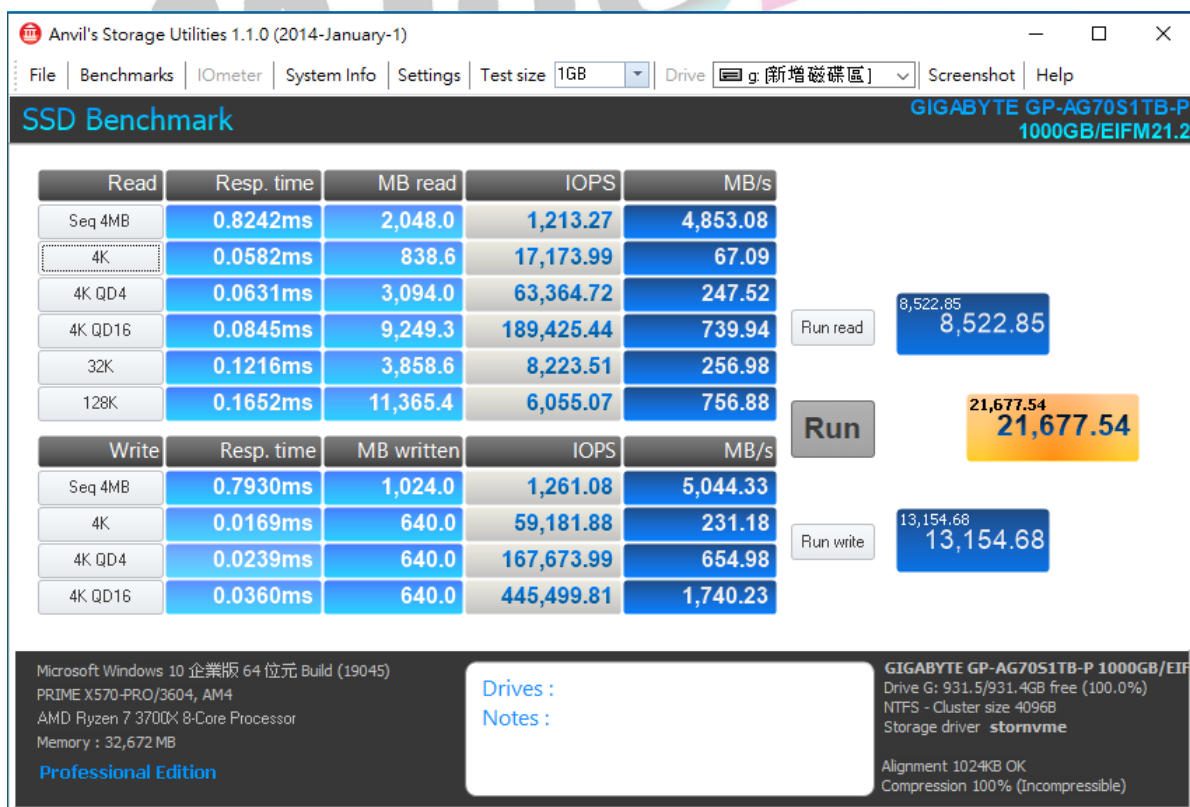 Anvil's Storage Utilities 1.1.0 (2014-January-1)
File Benchmarks IOmeter System Info Settings Test size 1GB Drive g: [新增磁碟區] Screenshot Help
SSD Benchmark
GIGABYTE GP-AG70S1TB-P
1000GB/EIFM21.2
Read Resp. time MB read IOPS MB/s
Seq 4MB 0.8242ms 2,048.0 1,213.27 4,853.08
4K 0.0582ms 838.6 17,173.99 67.09
4K QD4 0.0631ms 3,094.0 63,364.72 247.52
4K QD16 0.0845ms 9,249.3 189,425.44 739.94
32K 0.1216ms 3,858.6 8,223.51 256.98
128K 0.1652ms 11,365.4 6,055.07 756.88
Run read
8,522.85
8,522.85
Run
21,677.54
21,677.54
Write Resp. time MB written IOPS MB/s
Seq 4MB 0.7930ms 1,024.0 1,261.08 5,044.33
4K 0.0169ms 640.0 59,181.88 231.18
4K QD4 0.0239ms 640.0 167,673.99 654.98
4K QD16 0.0360ms 640.0 445,499.81 1,740.23
Run write
13,154.68
13,154.68
Microsoft Windows 10 企業版 64 位元 Build (19045)
PRIME X570-PRO/3604, AM4
AMD Ryzen 7 3700X 8-Core Processor
Memory : 32,672 MB
Professional Edition
Drives :
Notes :
GIGABYTE GP-AG70S1TB-P 1000GB/EIF
Drive G: 931.5/931.4GB free (100.0%)
NTFS - Cluster size 4096B
Storage driver stornvme
Alignment 1024KB OK
Compression 100% (Incompressible)